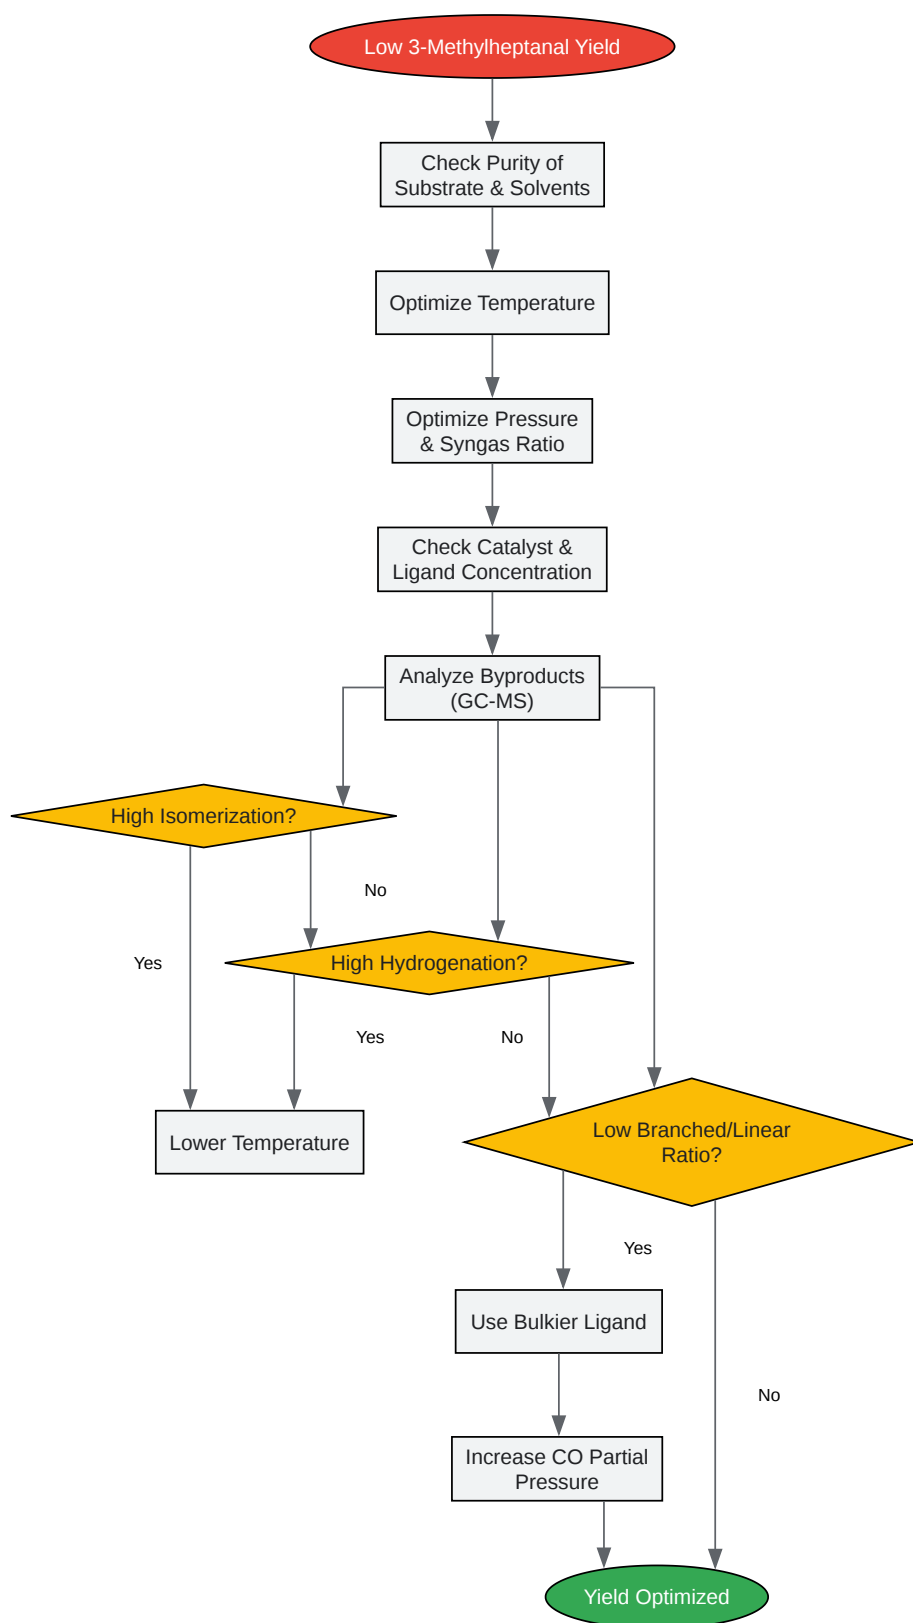 Low 3-Methylheptanal Yield
Check Purity of
Substrate & Solvents
Optimize Temperature
Optimize Pressure
& Syngas Ratio
Check Catalyst &
Ligand Concentration
Analyze Byproducts
(GC-MS)
High Isomerization?
No
Yes
High Hydrogenation?
Yes
No
Lower Temperature
Low Branched/Linear
Ratio?
Yes
Use Bulkier Ligand
No
Increase CO Partial
Pressure
Yield Optimized